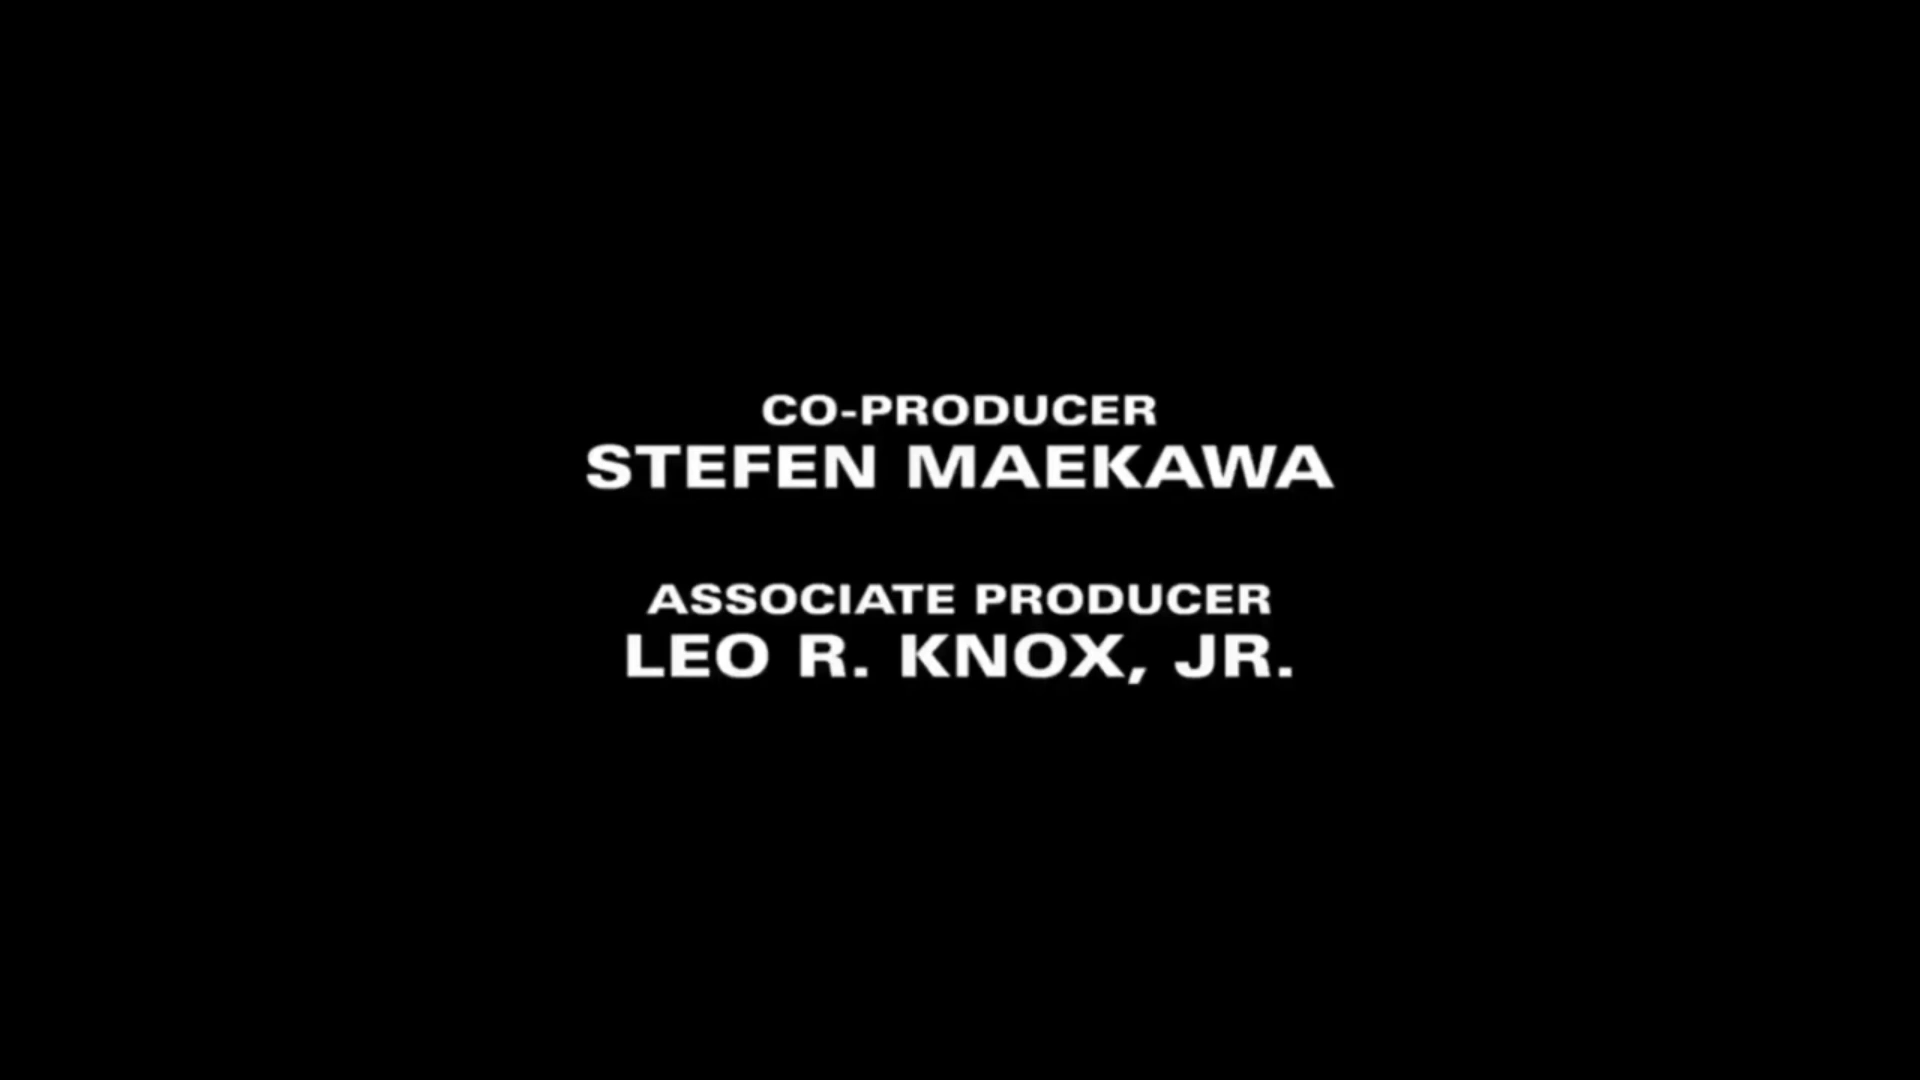 CO-PRODUCER
STEFEN MAEKAWA
ASSOCIATE PRODUCER
LEO R. KNOX, JR.